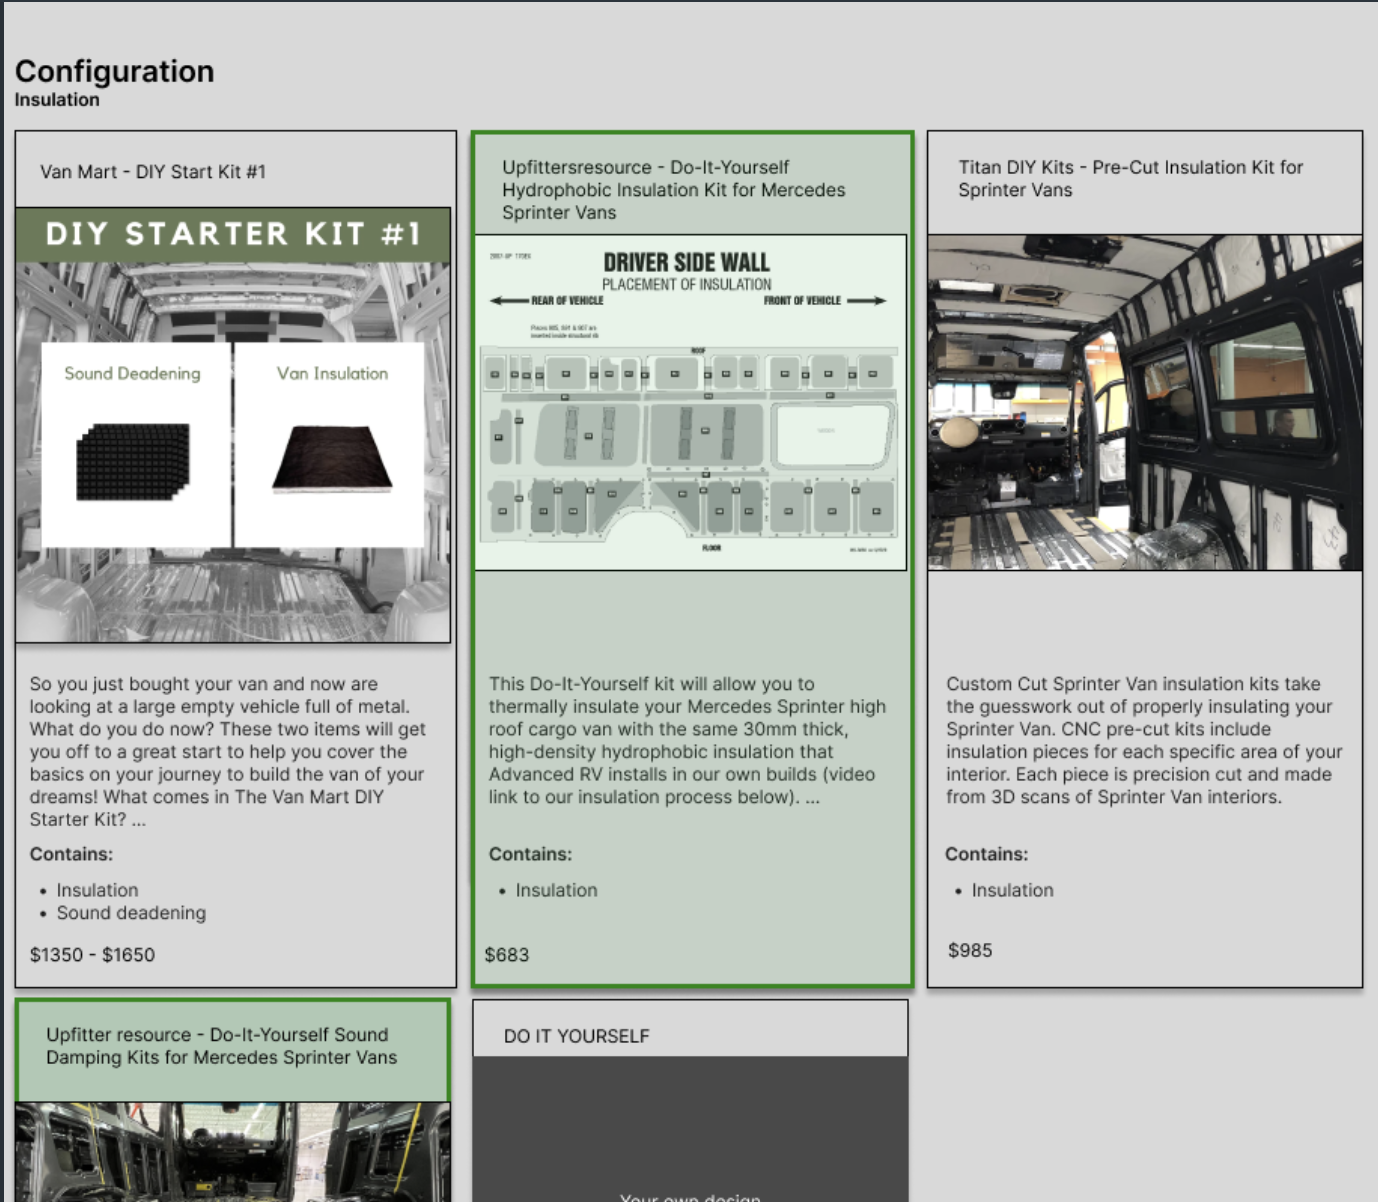 Configuration
Insulation
Van Mart - DIY Start Kit #1
DIY STARTER KIT #1
Sound Deadening
Van Insulation
So you just bought your van and now are
looking at a large empty vehicle full of metal.
What do you do now? These two items will get
you off to a great start to help you cover the
basics on your journey to build the van of your
dreams! What comes in The Van Mart DIY
Starter Kit? ...
Contains:
• Insulation
• Sound deadening
$1350 - $1650
Upfittersresource - Do-It-Yourself
Hydrophobic Insulation Kit for Mercedes
Sprinter Vans
DRIVER SIDE WALL
PLACEMENT OF INSULATION
REAR OF VEHICLE
FRONT OF VEHICLE
ROOF
FLOOR
This Do-It-Yourself kit will allow you to
thermally insulate your Mercedes Sprinter high
roof cargo van with the same 30mm thick,
high-density hydrophobic insulation that
Advanced RV installs in our own builds (video
link to our insulation process below). ...
Contains:
• Insulation
$683
Titan DIY Kits - Pre-Cut Insulation Kit for
Sprinter Vans
Custom Cut Sprinter Van insulation kits take
the guesswork out of properly insulating your
Sprinter Van. CNC pre-cut kits include
insulation pieces for each specific area of your
interior. Each piece is precision cut and made
from 3D scans of Sprinter Van interiors.
Contains:
• Insulation
$985
Upfitter resource - Do-It-Yourself Sound
Damping Kits for Mercedes Sprinter Vans
DO IT YOURSELF
Your own design